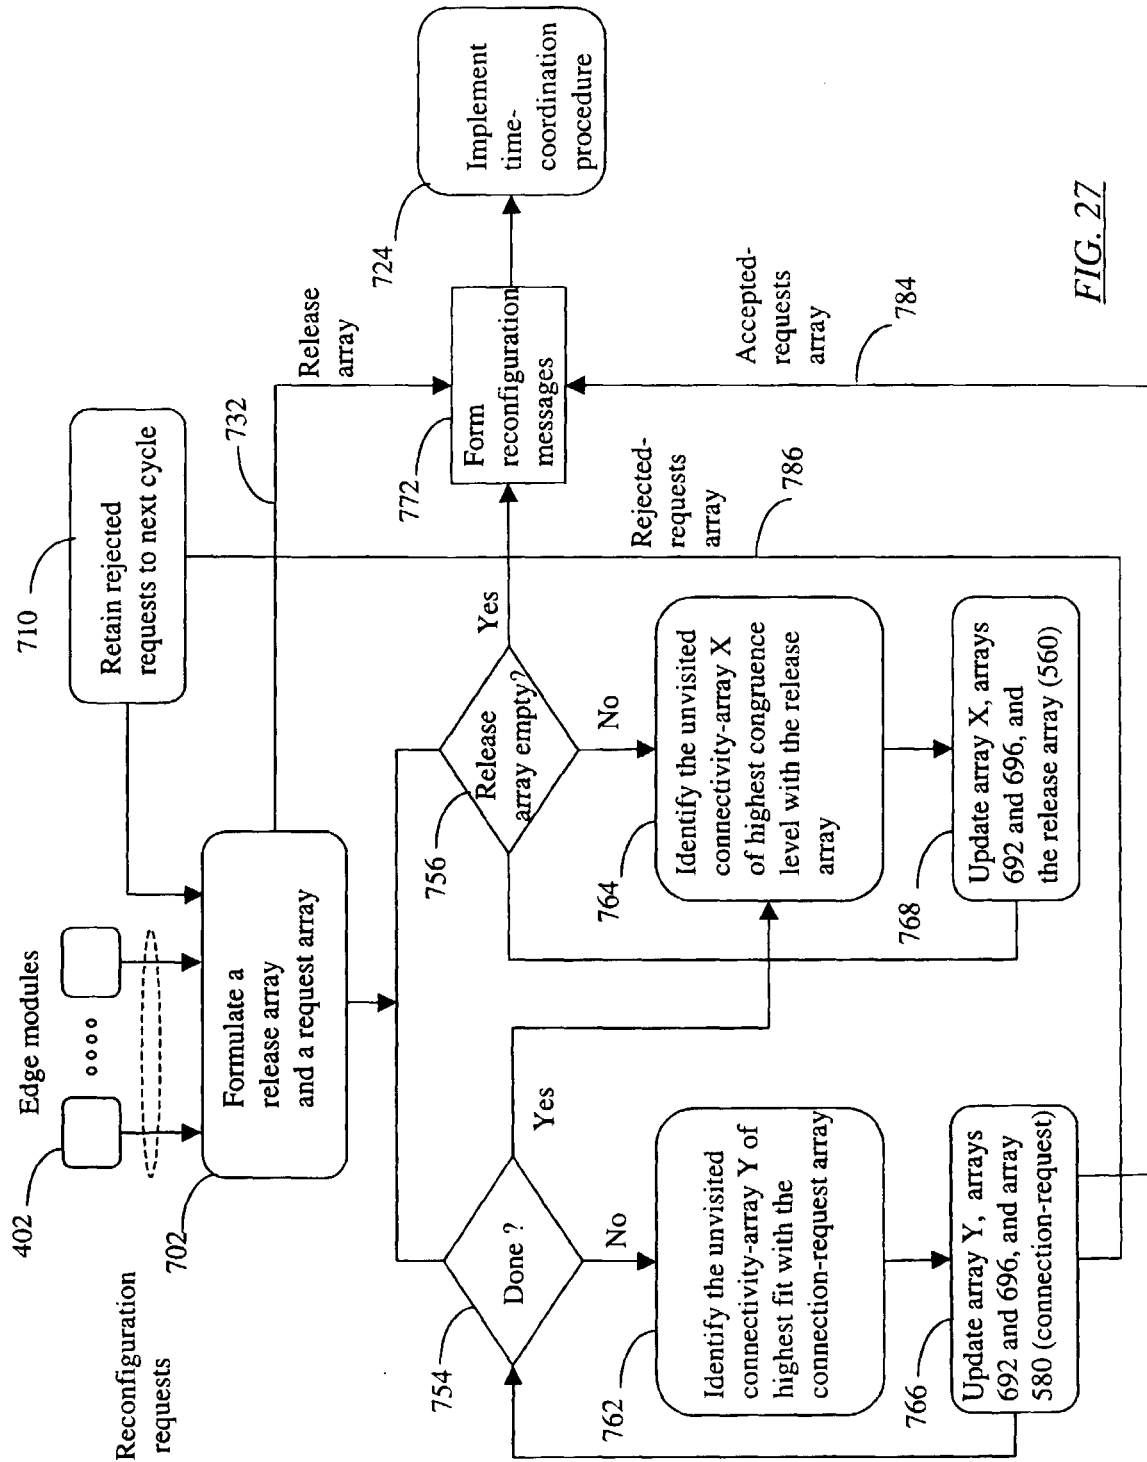 Reconfiguration
requests
402
Edge modules
710
Retain rejected
requests to next cycle
702
Formulate a
release array
and a request array
732
Release
array
724
Implement
time-
coordination
procedure
754
Done ?
Yes
No
756
Release
array empty?
Yes
No
772
Form
reconfiguration
messages
762
Identify the unvisited
connectivity-array Y of
highest fit with the
connection-request array
764
Identify the unvisited
connectivity-array X
of highest congruence
level with the release
array
Rejected-
requests
array
786
Accepted-
requests
array
784
766
Update array Y, arrays
692 and 696, and array
580 (connection-request)
768
Update array X, arrays
692 and 696, and
the release array (560)
FIG. 27